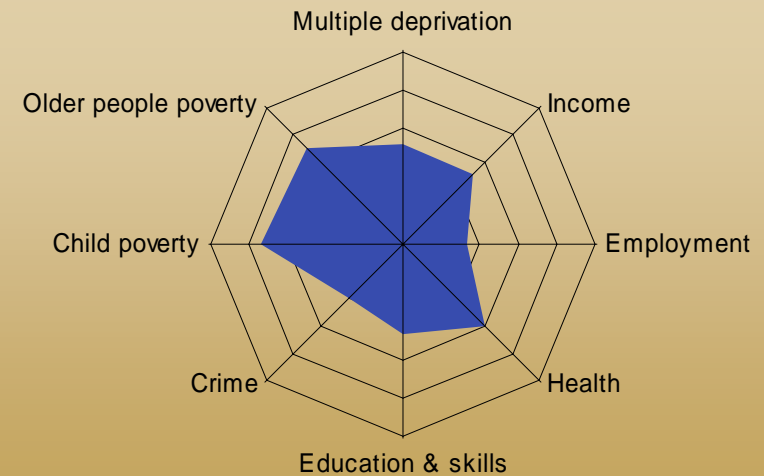 Multiple deprivation
Older people poverty
Income
Child poverty
Employment
Crime
Health
Education & skills